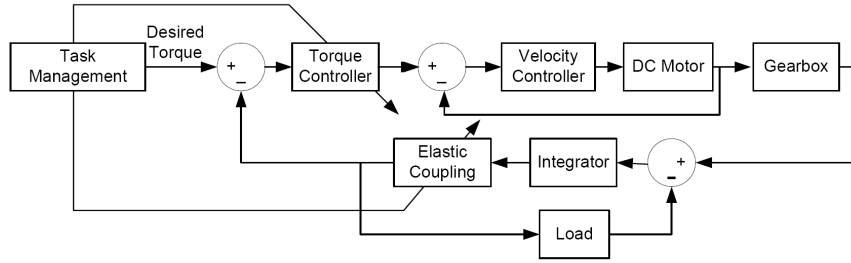 Desired
Torque
Task
Management
+
–
Torque
Controller
+
–
Velocity
Controller
DC Motor
Gearbox
Elastic
Coupling
Integrator
+
–
Load